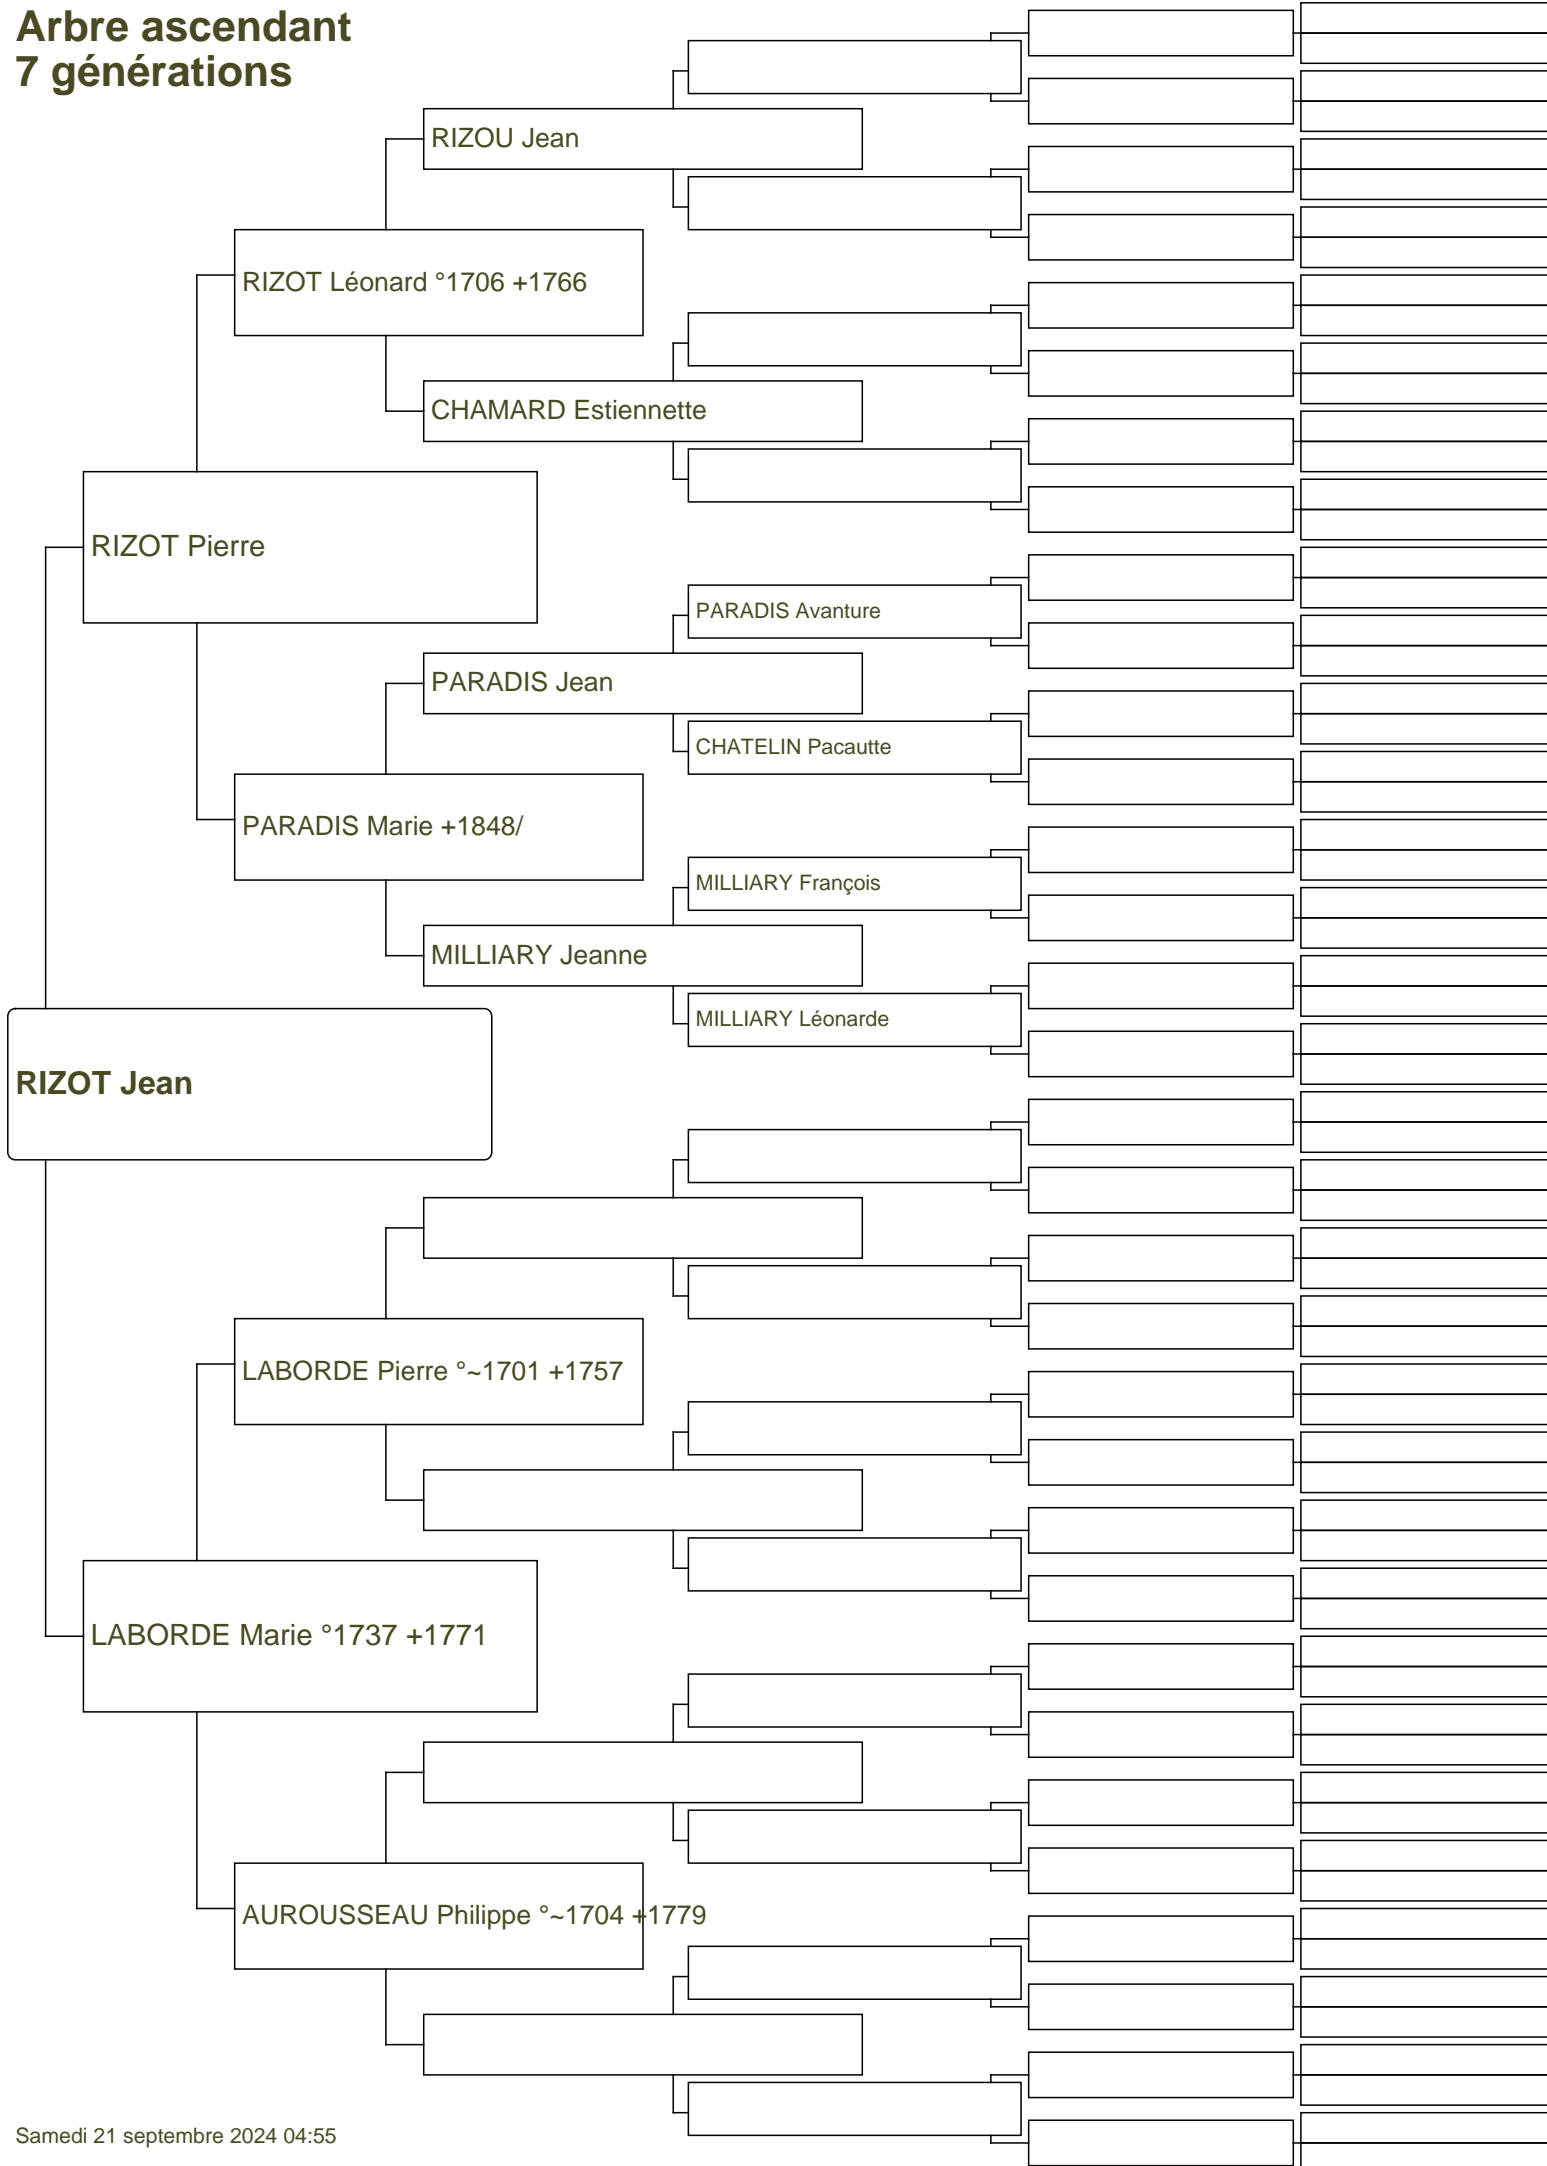 Arbre ascendant
7 générations
RIZOU Jean
RIZOT Léonard °1706 +1766
CHAMARD Estiennette
RIZOT Pierre
PARADIS Avanture
PARADIS Jean
CHATELIN Pacautte
PARADIS Marie +1848/
MILLIARY François
MILLIARY Jeanne
MILLIARY Léonarde
RIZOT Jean
LABORDE Pierre °~1701 +1757
LABORDE Marie °1737 +1771
AUROUSSEAU Philippe °~1704 +1779
Samedi 21 septembre 2024 04:55